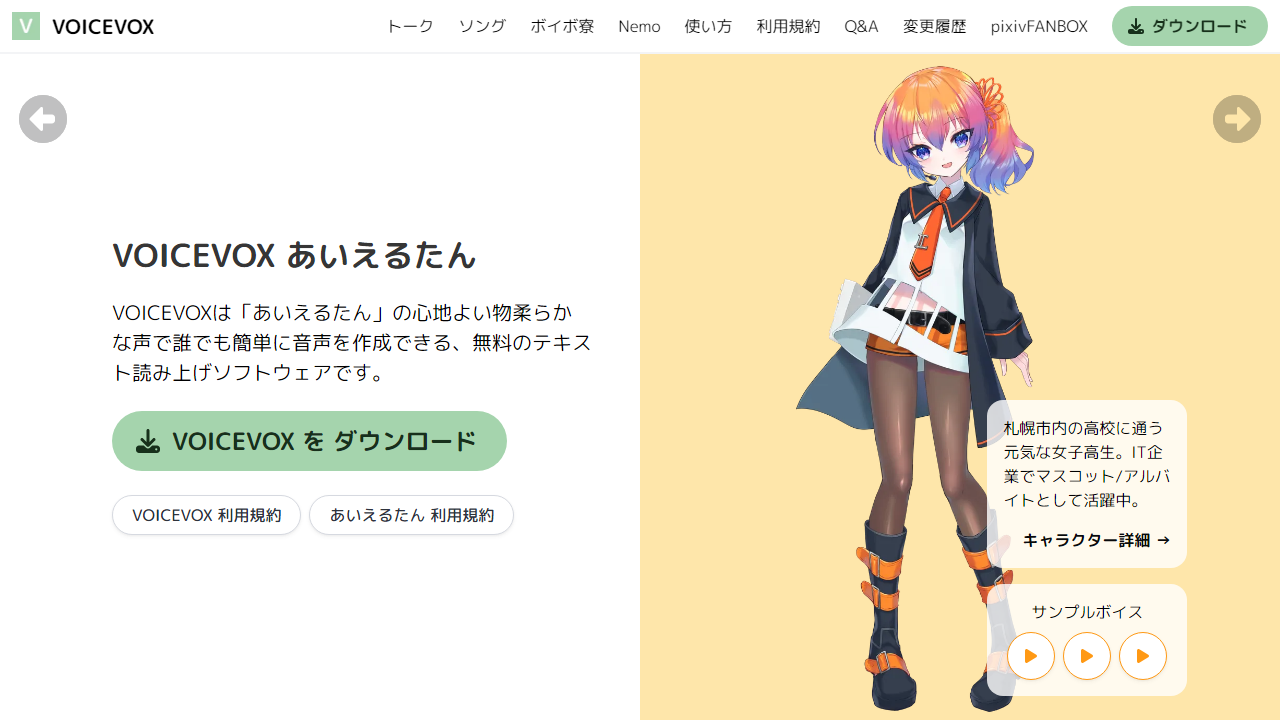 V VOICEVOX
トーク ソング ボイボ寮 Nemo 使い方 利用規約 Q&A 変更履歴 pixivFANBOX ダウンロード
VOICEVOX あいえるたん
VOICEVOXは「あいえるたん」の心地よい物柔らか
な声で誰でも簡単に音声を作成できる、無料のテキス
ト読み上げソフトウェアです。
VOICEVOX を ダウンロード
VOICEVOX 利用規約 あいえるたん 利用規約
札幌市内の高校に通う
元気な女子高生。IT企
業でマスコット/アルバ
イトとして活躍中。
キャラクター詳細 →
サンプルボイス